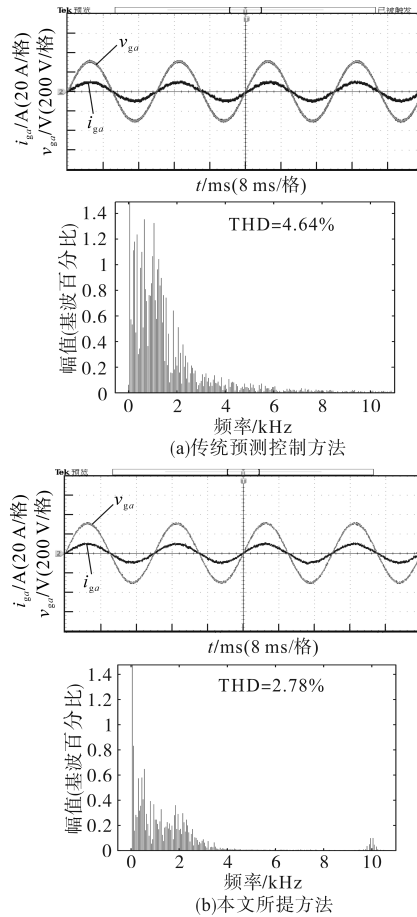 Tek 预览 已被触发
v_ga
i_ga
i_ga/A(20 A/格)
v_ga/V(200 V/格)
t/ms(8 ms/格)
THD=4.64%
幅值(基波百分比)
1.4
1.2
1
0.8
0.6
0.4
0.2
0
0 2 4 6 8 10
频率/kHz
(a)传统预测控制方法
Tek 预览
v_ga
i_ga
i_ga/A(20 A/格)
v_ga/V(200 V/格)
t/ms(8 ms/格)
THD=2.78%
幅值(基波百分比)
1.4
1.2
1
0.8
0.6
0.4
0.2
0
0 2 4 6 8 10
频率/kHz
(b)本文所提方法